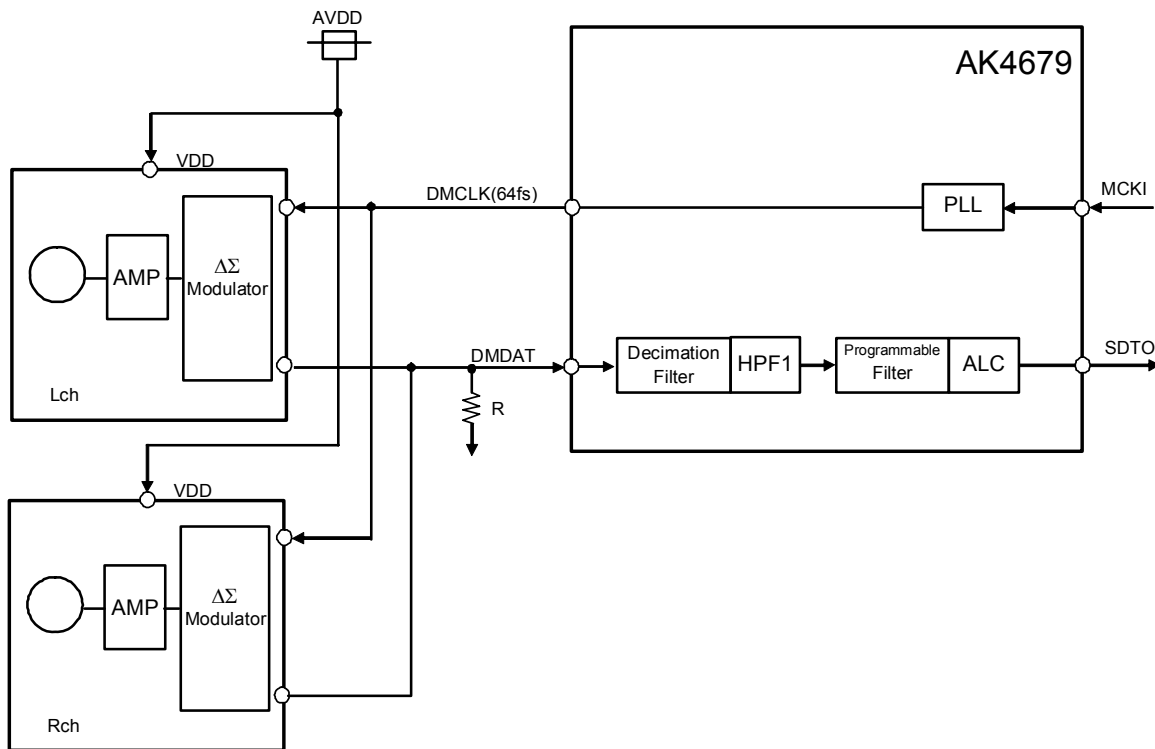 AVDD
AK4679
VDD
DMCLK(64fs)
PLL
MCKI
AMP
ΔΣ
Modulator
DMDAT
Decimation
Filter
HPF1
Programmable
Filter
ALC
SDTO
Lch
R
VDD
AMP
ΔΣ
Modulator
Rch